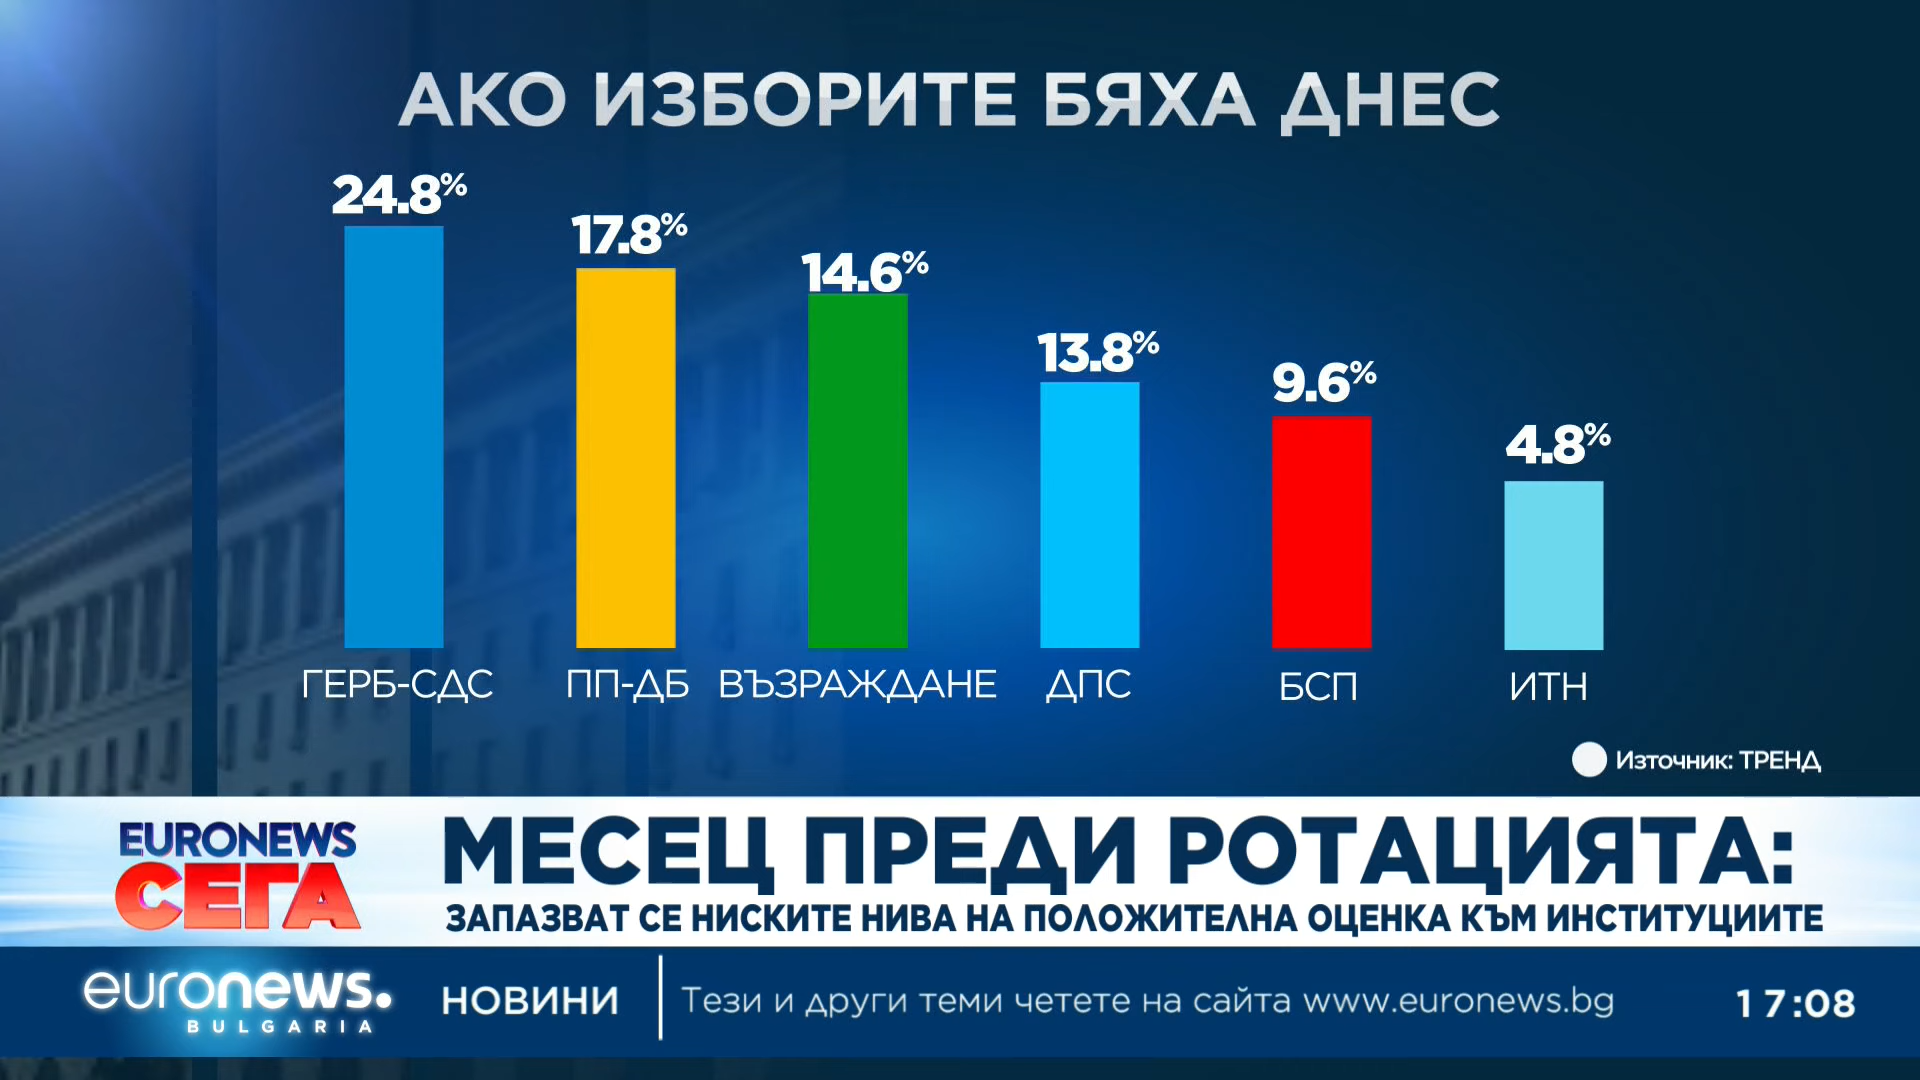 АКО ИЗБОРИТЕ БЯХА ДНЕС
24.8%
17.8%
14.6%
13.8%
9.6%
4.8%
ГЕРБ-СДС
ПП-ДБ
ВЪЗРАЖДАНЕ
ДПС
БСП
ИТН
Източник: ТРЕНД
EURONEWS
СЕГА
МЕСЕЦ ПРЕДИ РОТАЦИЯТА:
ЗАПАЗВАТ СЕ НИСКИТЕ НИВА НА ПОЛОЖИТЕЛНА ОЦЕНКА КЪМ ИНСТИТУЦИИТЕ
euronews.
BULGARIA
НОВИНИ
Тези и други теми четете на сайта www.euronews.bg
17:08